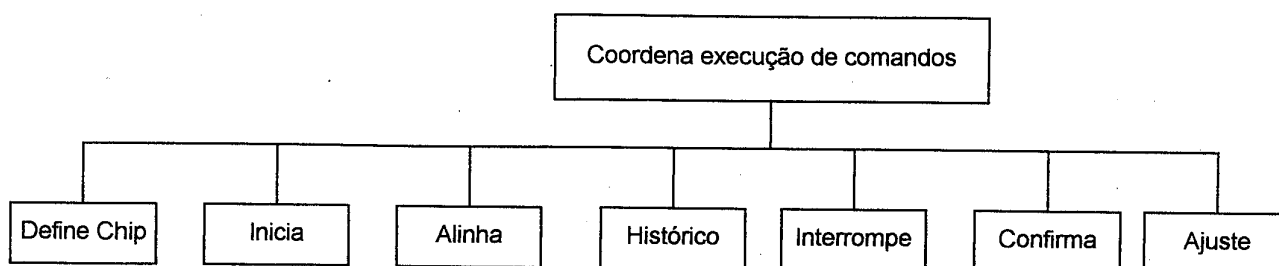 Coordena execução de comandos
Define Chip
Inicia
Alinha
Histórico
Interrompe
Confirma
Ajuste